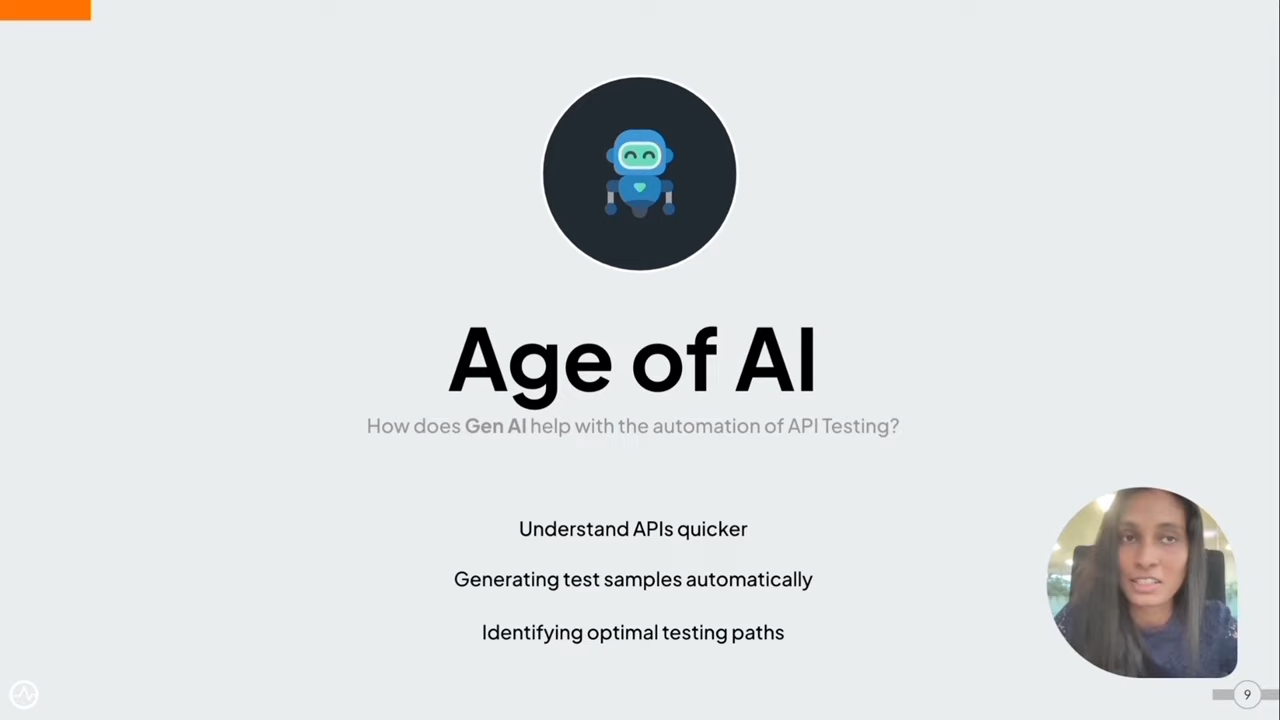 Age of AI
How does Gen AI help with the automation of API Testing?
Understand APIs quicker
Generating test samples automatically
Identifying optimal testing paths
9